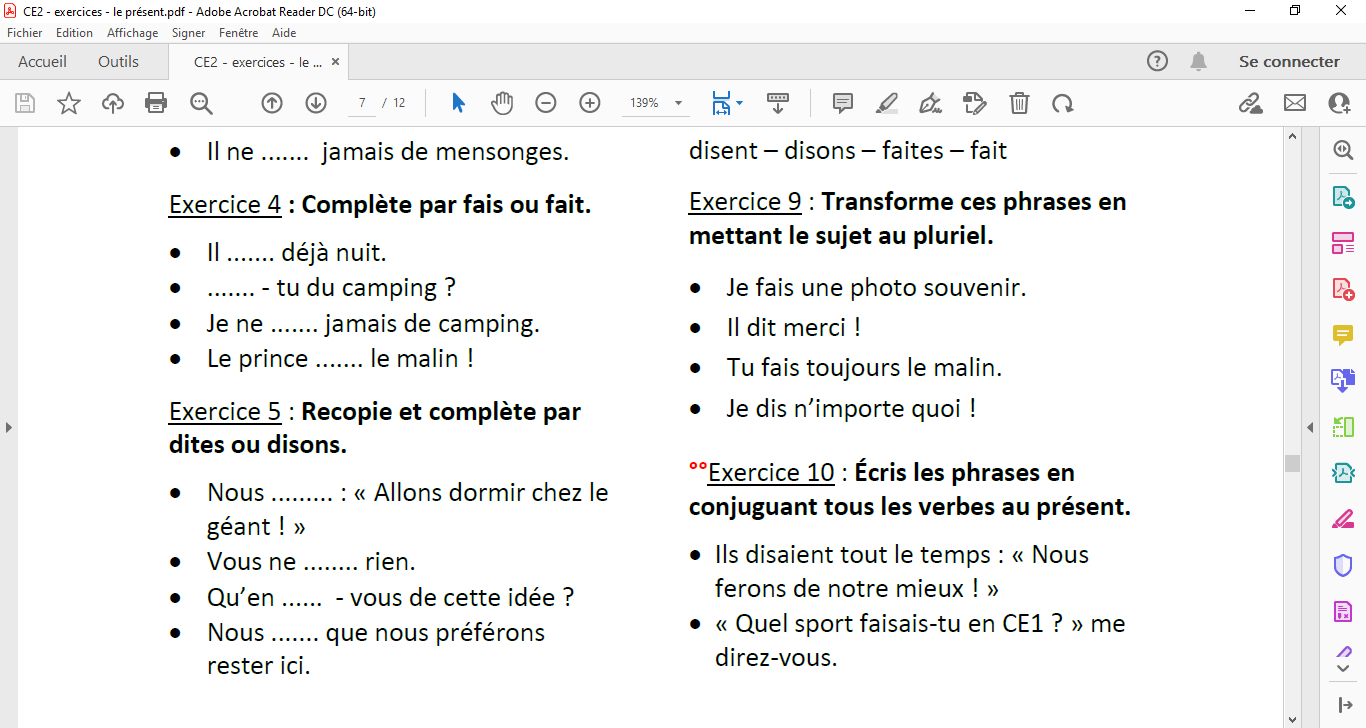 CE2 - exercices - le présent.pdf - Adobe Acrobat Reader DC (64-bit)
Fichier Edition Affichage Signer Fenêtre Aide
Accueil Outils CE2 - exercices - le ... × Se connecter
7 / 12 139%
• Il ne ....... jamais de mensonges.
Exercice 4 : Complète par fais ou fait.
• Il ....... déjà nuit.
• ....... - tu du camping ?
• Je ne ....... jamais de camping.
• Le prince ....... le malin !
Exercice 5 : Recopie et complète par
dites ou disons.
• Nous ......... : « Allons dormir chez le
géant ! »
• Vous ne ........ rien.
• Qu’en ...... - vous de cette idée ?
• Nous ....... que nous préférons
rester ici.
disent – disons – faites – fait
Exercice 9 : Transforme ces phrases en
mettant le sujet au pluriel.
• Je fais une photo souvenir.
• Il dit merci !
• Tu fais toujours le malin.
• Je dis n’importe quoi !
°°Exercice 10 : Écris les phrases en
conjuguant tous les verbes au présent.
• Ils disaient tout le temps : « Nous
ferons de notre mieux ! »
• « Quel sport faisais-tu en CE1 ? » me
direz-vous.